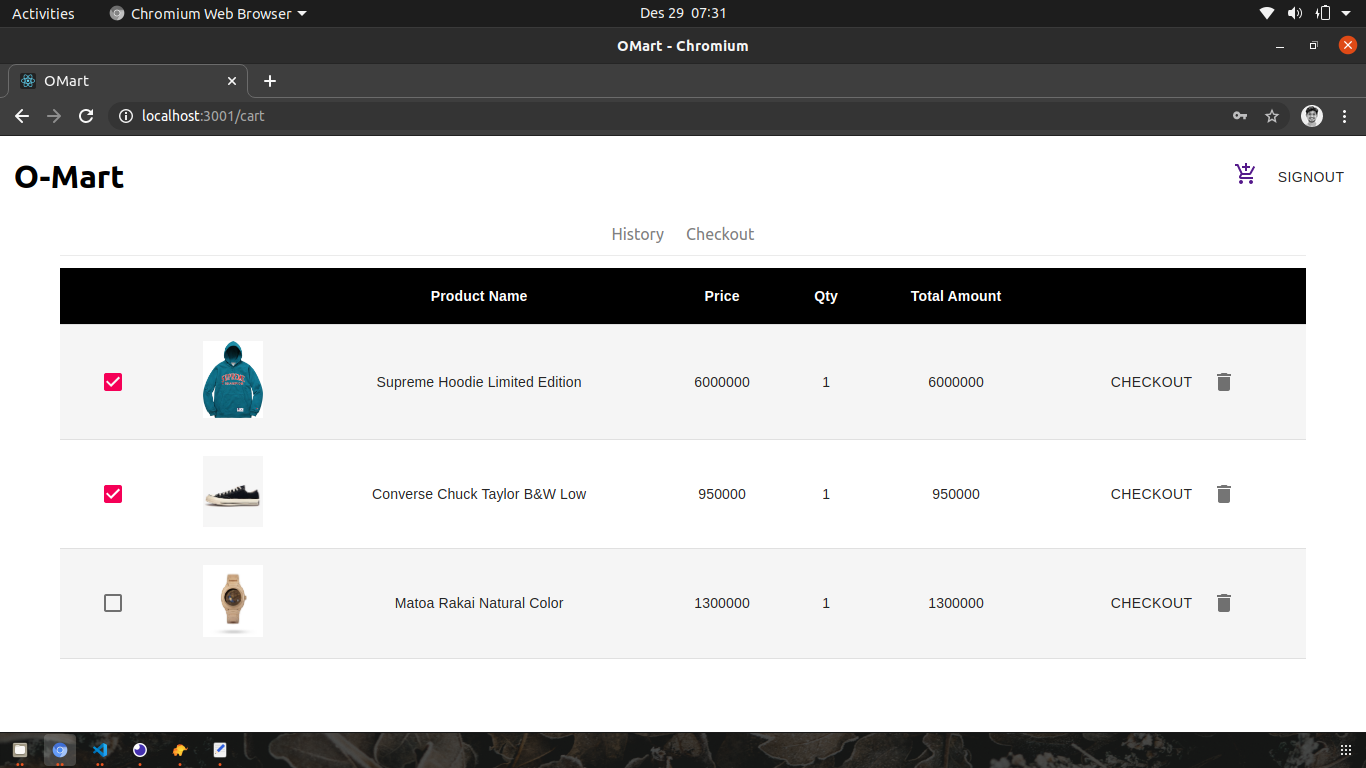 Activities Chromium Web Browser Des 29 07:31
OMart - Chromium
OMart
localhost:3001/cart
O-Mart SIGNOUT
History Checkout
Product Name Price Qty Total Amount
Supreme Hoodie Limited Edition 6000000 1 6000000 CHECKOUT
Converse Chuck Taylor B&W Low 950000 1 950000 CHECKOUT
Matoa Rakai Natural Color 1300000 1 1300000 CHECKOUT